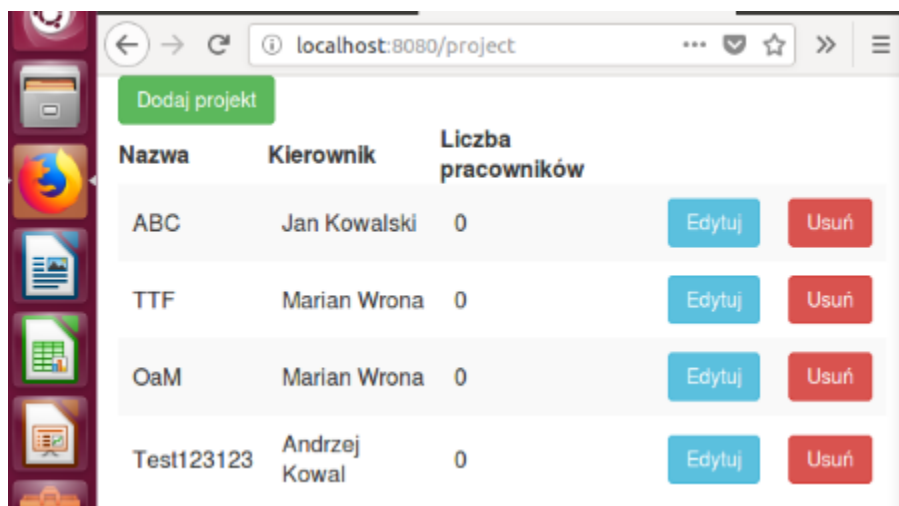 localhost:8080/project
Dodaj projekt
Nazwa Kierownik Liczba pracowników
ABC Jan Kowalski 0 Edytuj Usuń
TTF Marian Wrona 0 Edytuj Usuń
OaM Marian Wrona 0 Edytuj Usuń
Test123123 Andrzej Kowal 0 Edytuj Usuń